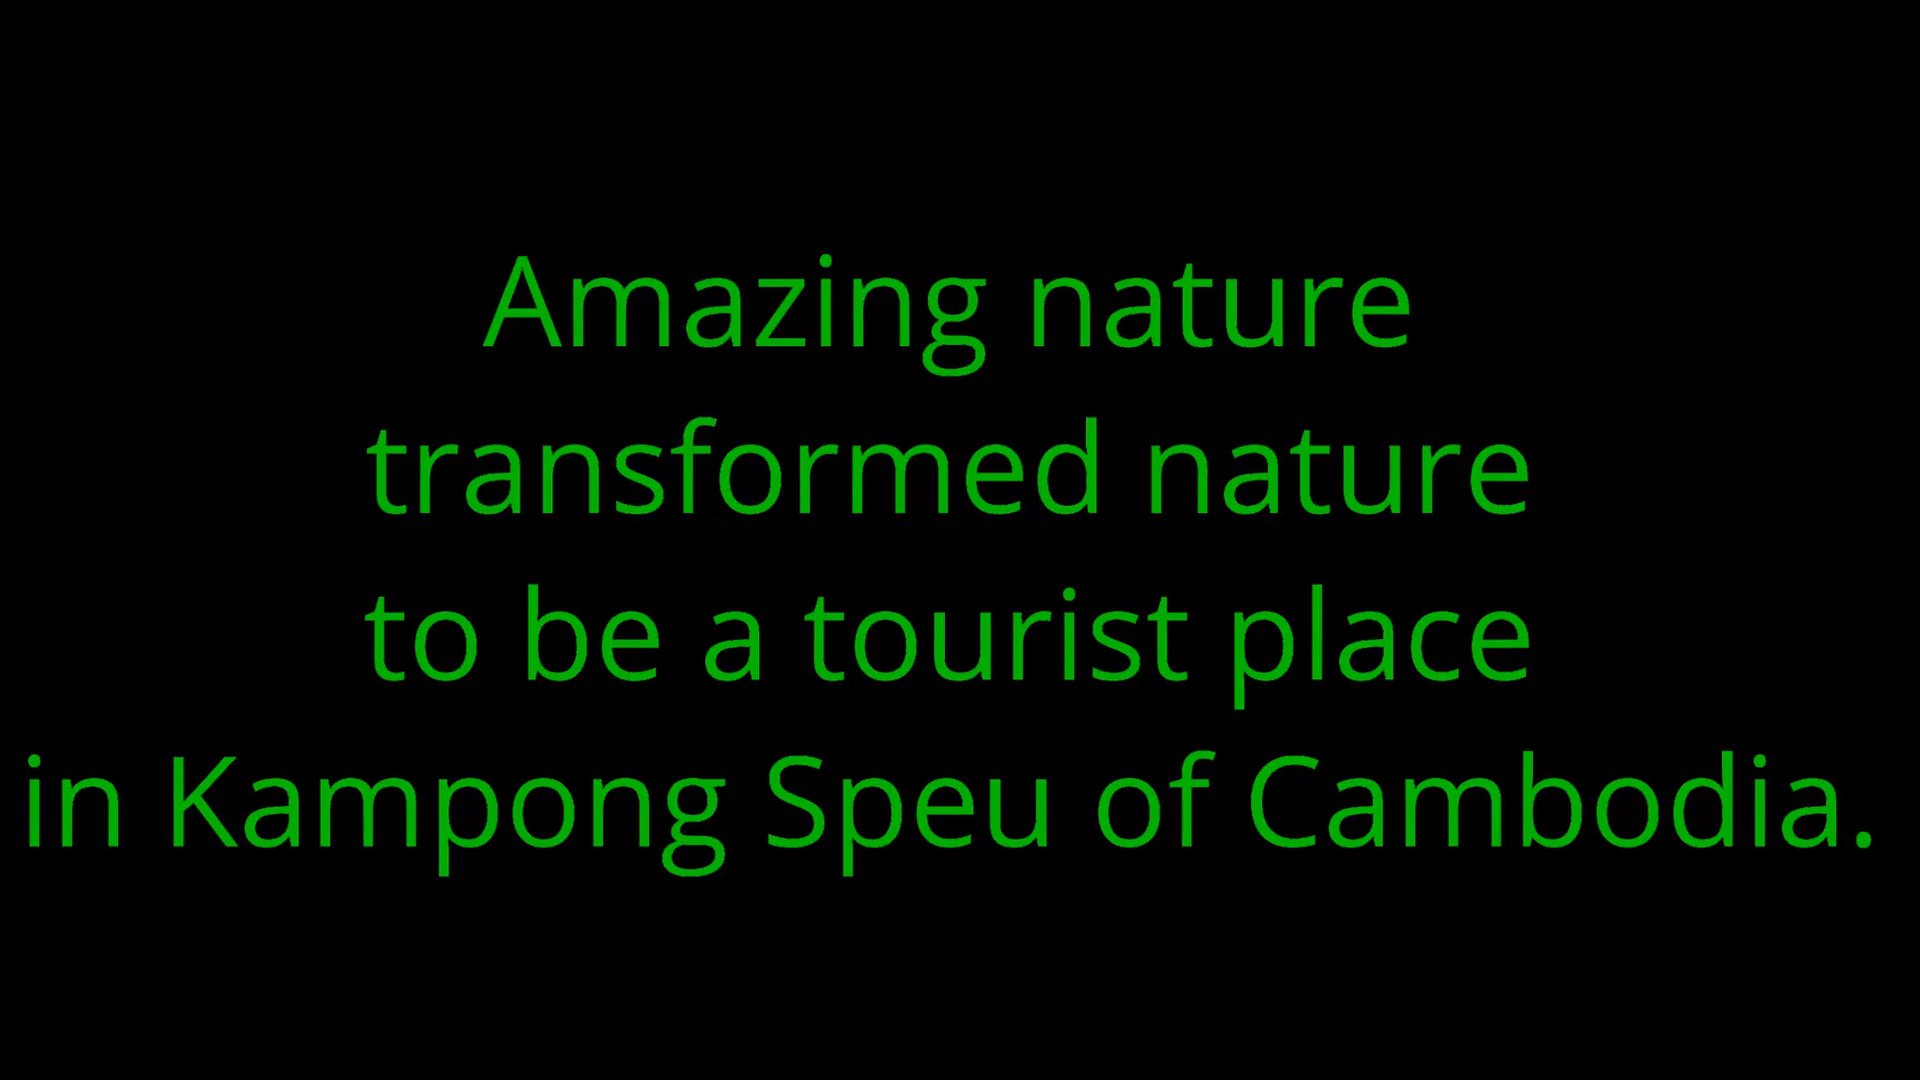 Amazing nature
transformed nature
to be a tourist place
in Kampong Speu of Cambodia.